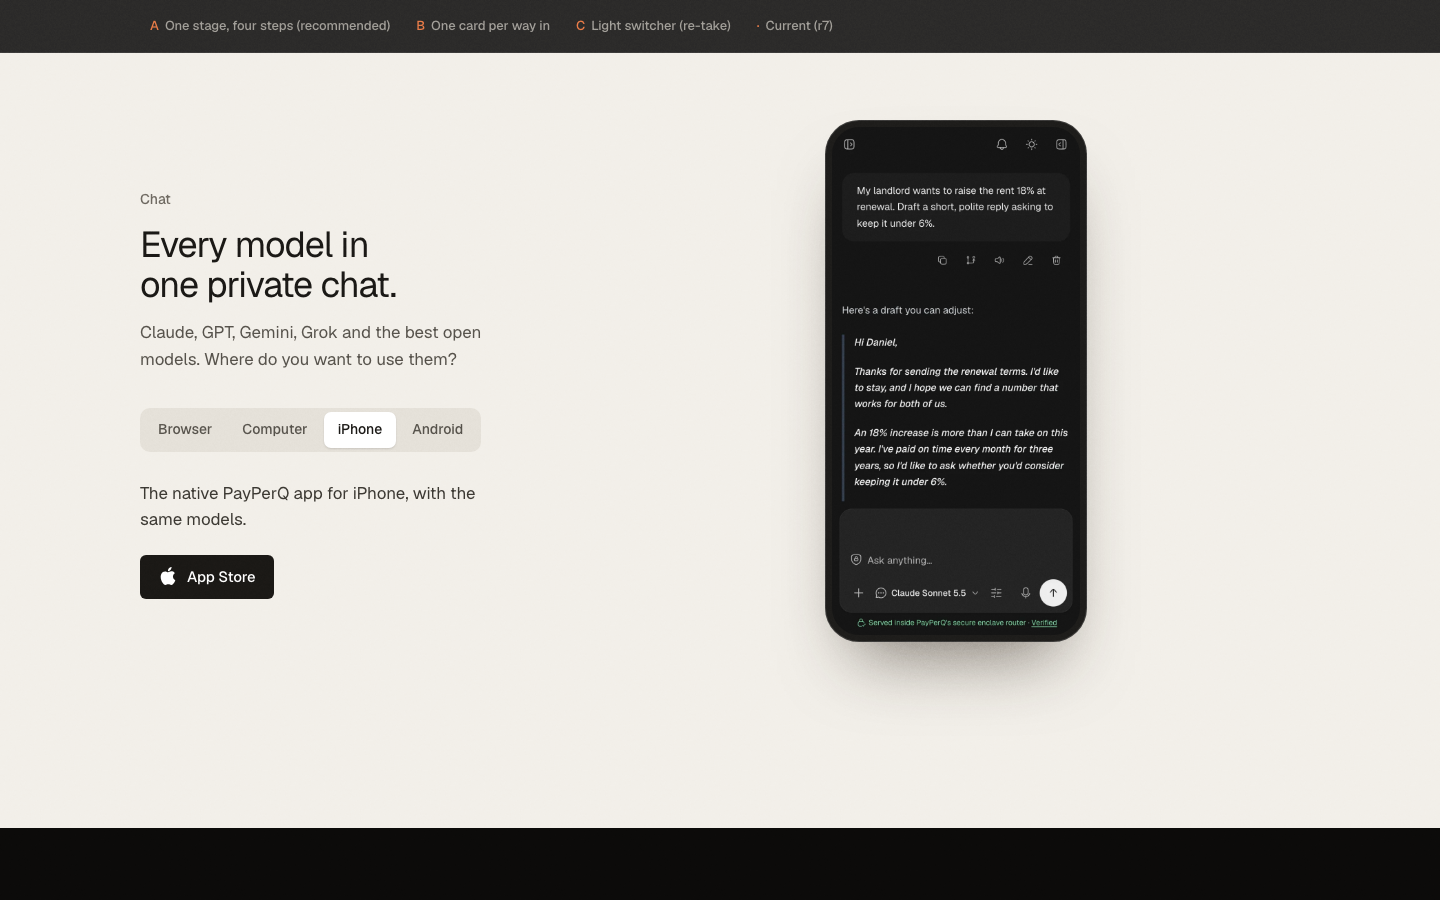 A One stage, four steps (recommended) B One card per way in C Light switcher (re-take) · Current (r7)
Chat
Every model in
one private chat.
Claude, GPT, Gemini, Grok and the best open
models. Where do you want to use them?
Browser Computer iPhone Android
The native PayPerQ app for iPhone, with the
same models.
App Store
My landlord wants to raise the rent 18% at
renewal. Draft a short, polite reply asking to
keep it under 6%.
Here's a draft you can adjust:
Hi Daniel,
Thanks for sending the renewal terms. I'd like
to stay, and I hope we can find a number that
works for both of us.
An 18% increase is more than I can take on this
year. I've paid on time every month for three
years, so I'd like to ask whether you'd consider
keeping it under 6%.
Ask anything...
Claude Sonnet 5.5
Served inside PayPerQ's secure enclave router · Verified